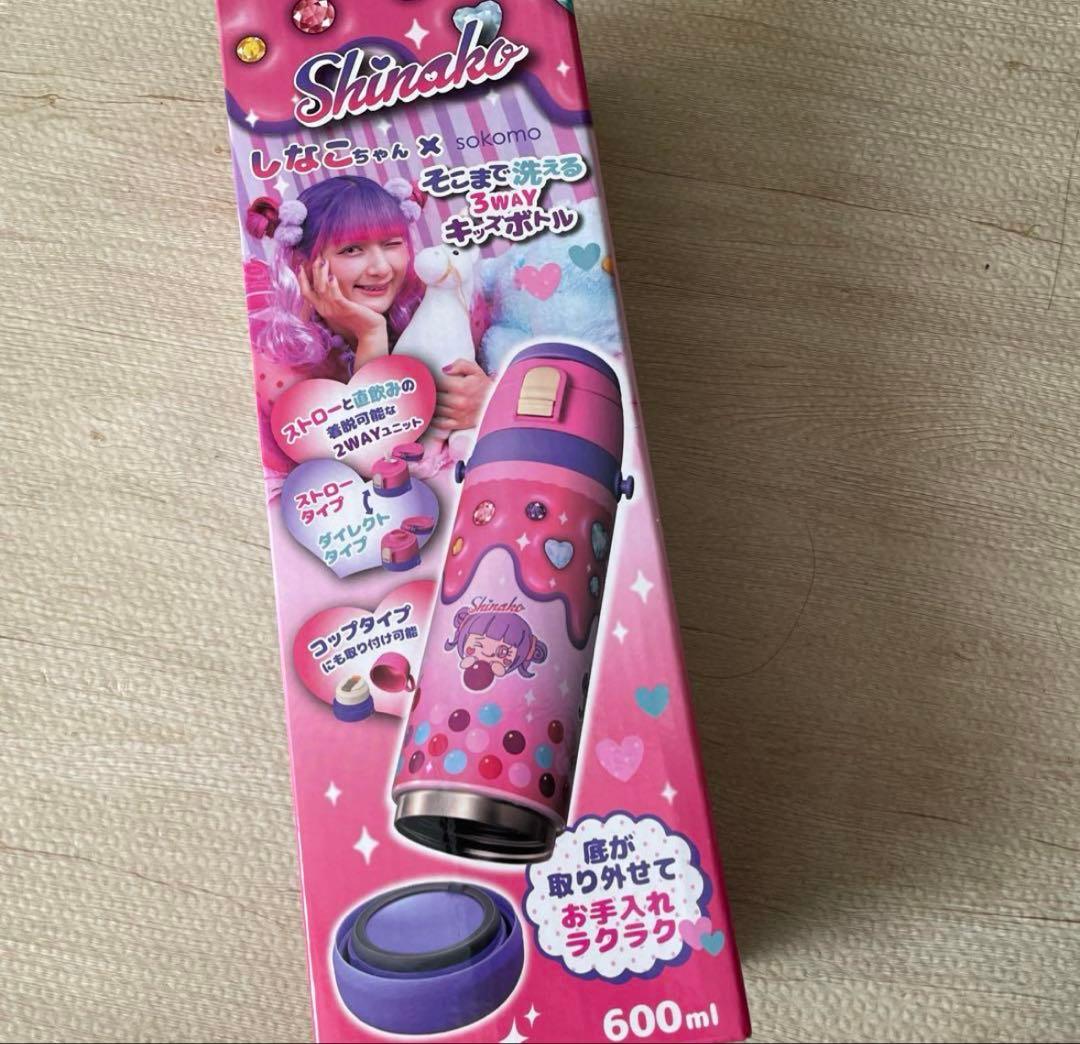 Shinako
しなこちゃん × sokomo
そこまで洗える
3WAY
キッズボトル
ストローと直飲みの
着脱可能な
2WAYユニット
ストロー
タイプ
ダイレクト
タイプ
コップタイプ
にも取り付け可能
Shinako
底が
取り外せて
お手入れ
ラクラク
600ml